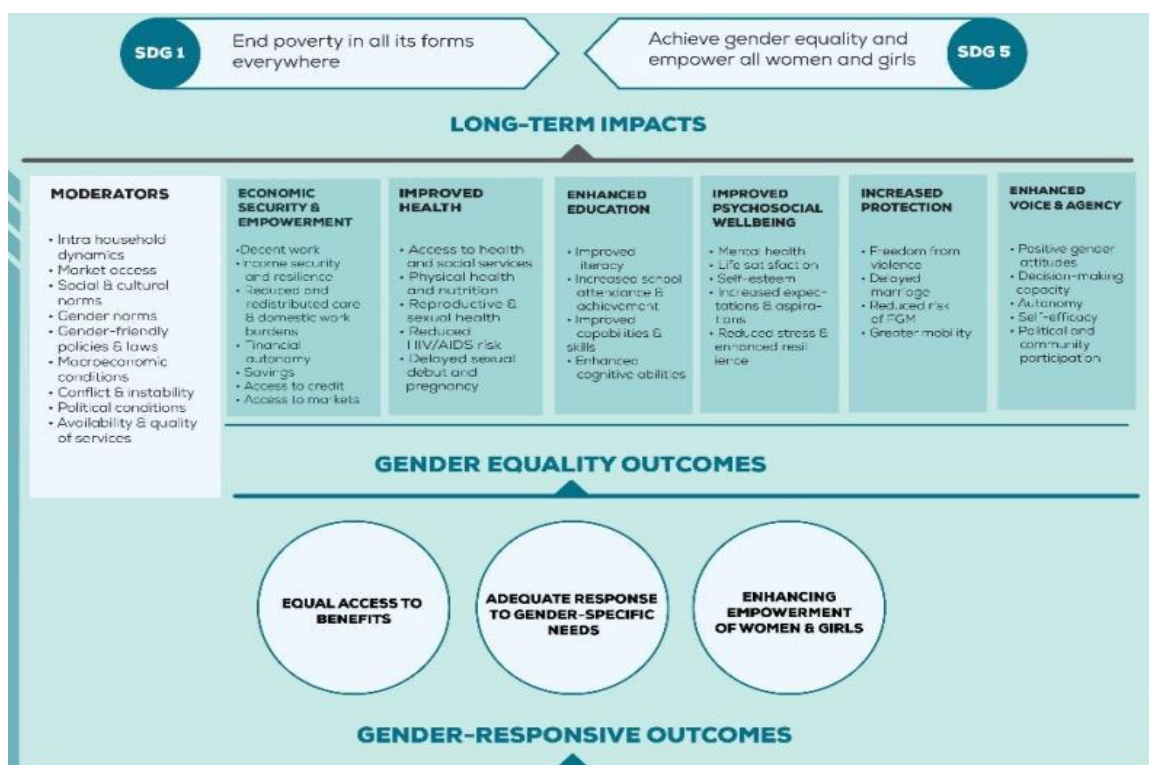 SDG 1
End poverty in all its forms
everywhere
Achieve gender equality and
empower all women and girls
SDG 5
LONG-TERM IMPACTS
MODERATORS
• Intra household
dynamics
• Market access
• Social & cultural
norms
• Gender norms
• Gender-friendly
policies & laws
• Macroeconomic
conditions
• Conflict & instability
• Political conditions
• Availability & quality
of services
ECONOMIC
SECURITY &
EMPOWERMENT
•Decent work
•Income security
and resilience
• Reduced and
redistributed care
& domestic work
burdens
• Financial
autonomy
• Savings
• Access to credit
• Access to markets
IMPROVED
HEALTH
• Access to health
and social services
• Physical health
and nutrition
• Reproductive &
sexual health
• Reduced
HIV/AIDS risk
• Delayed sexual
debut and
pregnancy
ENHANCED
EDUCATION
• Improved
literacy
• Increased school
attendance &
achievement
• Improved
capabilities &
skills
• Enhanced
cognitive abilities
IMPROVED
PSYCHOSOCIAL
WELLBEING
• Mental health
• Life satisfaction
• Self-esteem
• Increased expec-
tations & aspira-
tions
• Reduced stress &
enhanced resil
ience
INCREASED
PROTECTION
• Freedom from
violence
• Delayed
marriage
• Reduced risk
of FGM
• Greater mobility
ENHANCED
VOICE & AGENCY
• Positive gender
attitudes
• Decision-making
capacity
• Autonomy
• Self-efficacy
• Political and
community
participation
GENDER EQUALITY OUTCOMES
EQUAL ACCESS TO
BENEFITS
ADEQUATE RESPONSE
TO GENDER-SPECIFIC
NEEDS
ENHANCING
EMPOWERMENT
OF WOMEN & GIRLS
GENDER-RESPONSIVE OUTCOMES